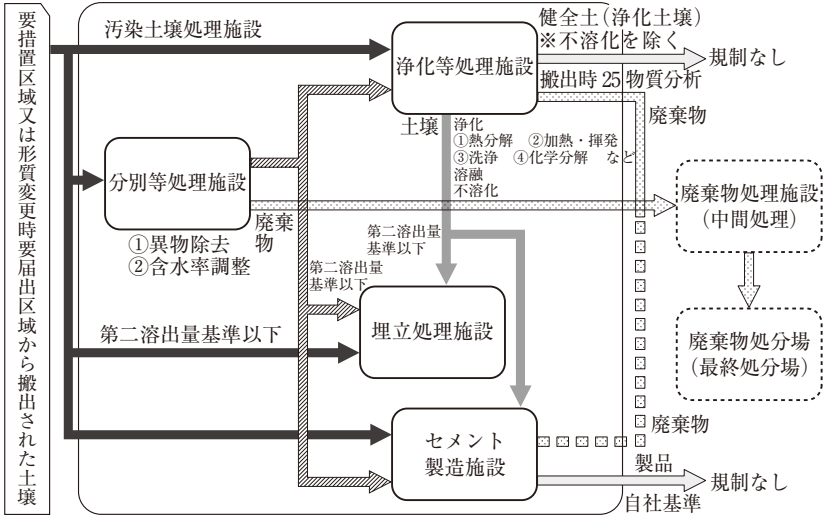 要措置区域又は形質変更時要届出区域から搬出された土壌
汚染土壌処理施設
健全土（浄化土壌）
※不溶化を除く
規制なし
浄化等処理施設
搬出時25物質分析
廃棄物
土壌
浄化
①熱分解　②加熱・揮発
③洗浄　④化学分解　など
溶融
不溶化
分別等処理施設
①異物除去
②含水率調整
廃棄
物
廃棄物処理施設
（中間処理）
第二溶出量
基準以下
第二溶出量
基準以下
埋立処理施設
第二溶出量基準以下
廃棄物処分場
（最終処分場）
セメント
製造施設
廃棄物
製品
規制なし
自社基準